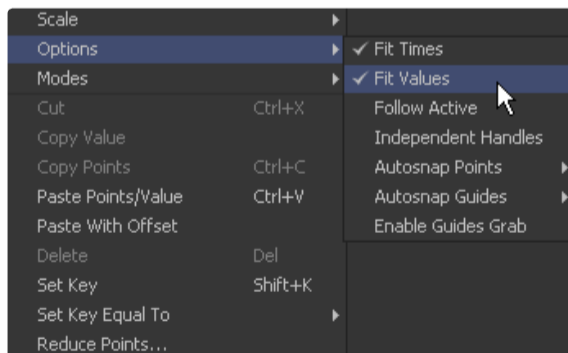 Scale
Options
Modes
Cut Ctrl+X
Copy Value
Copy Points Ctrl+C
Paste Points/Value Ctrl+V
Paste With Offset
Delete Del
Set Key Shift+K
Set Key Equal To
Reduce Points...
Fit Times
Fit Values
Follow Active
Independent Handles
Autosnap Points
Autosnap Guides
Enable Guides Grab